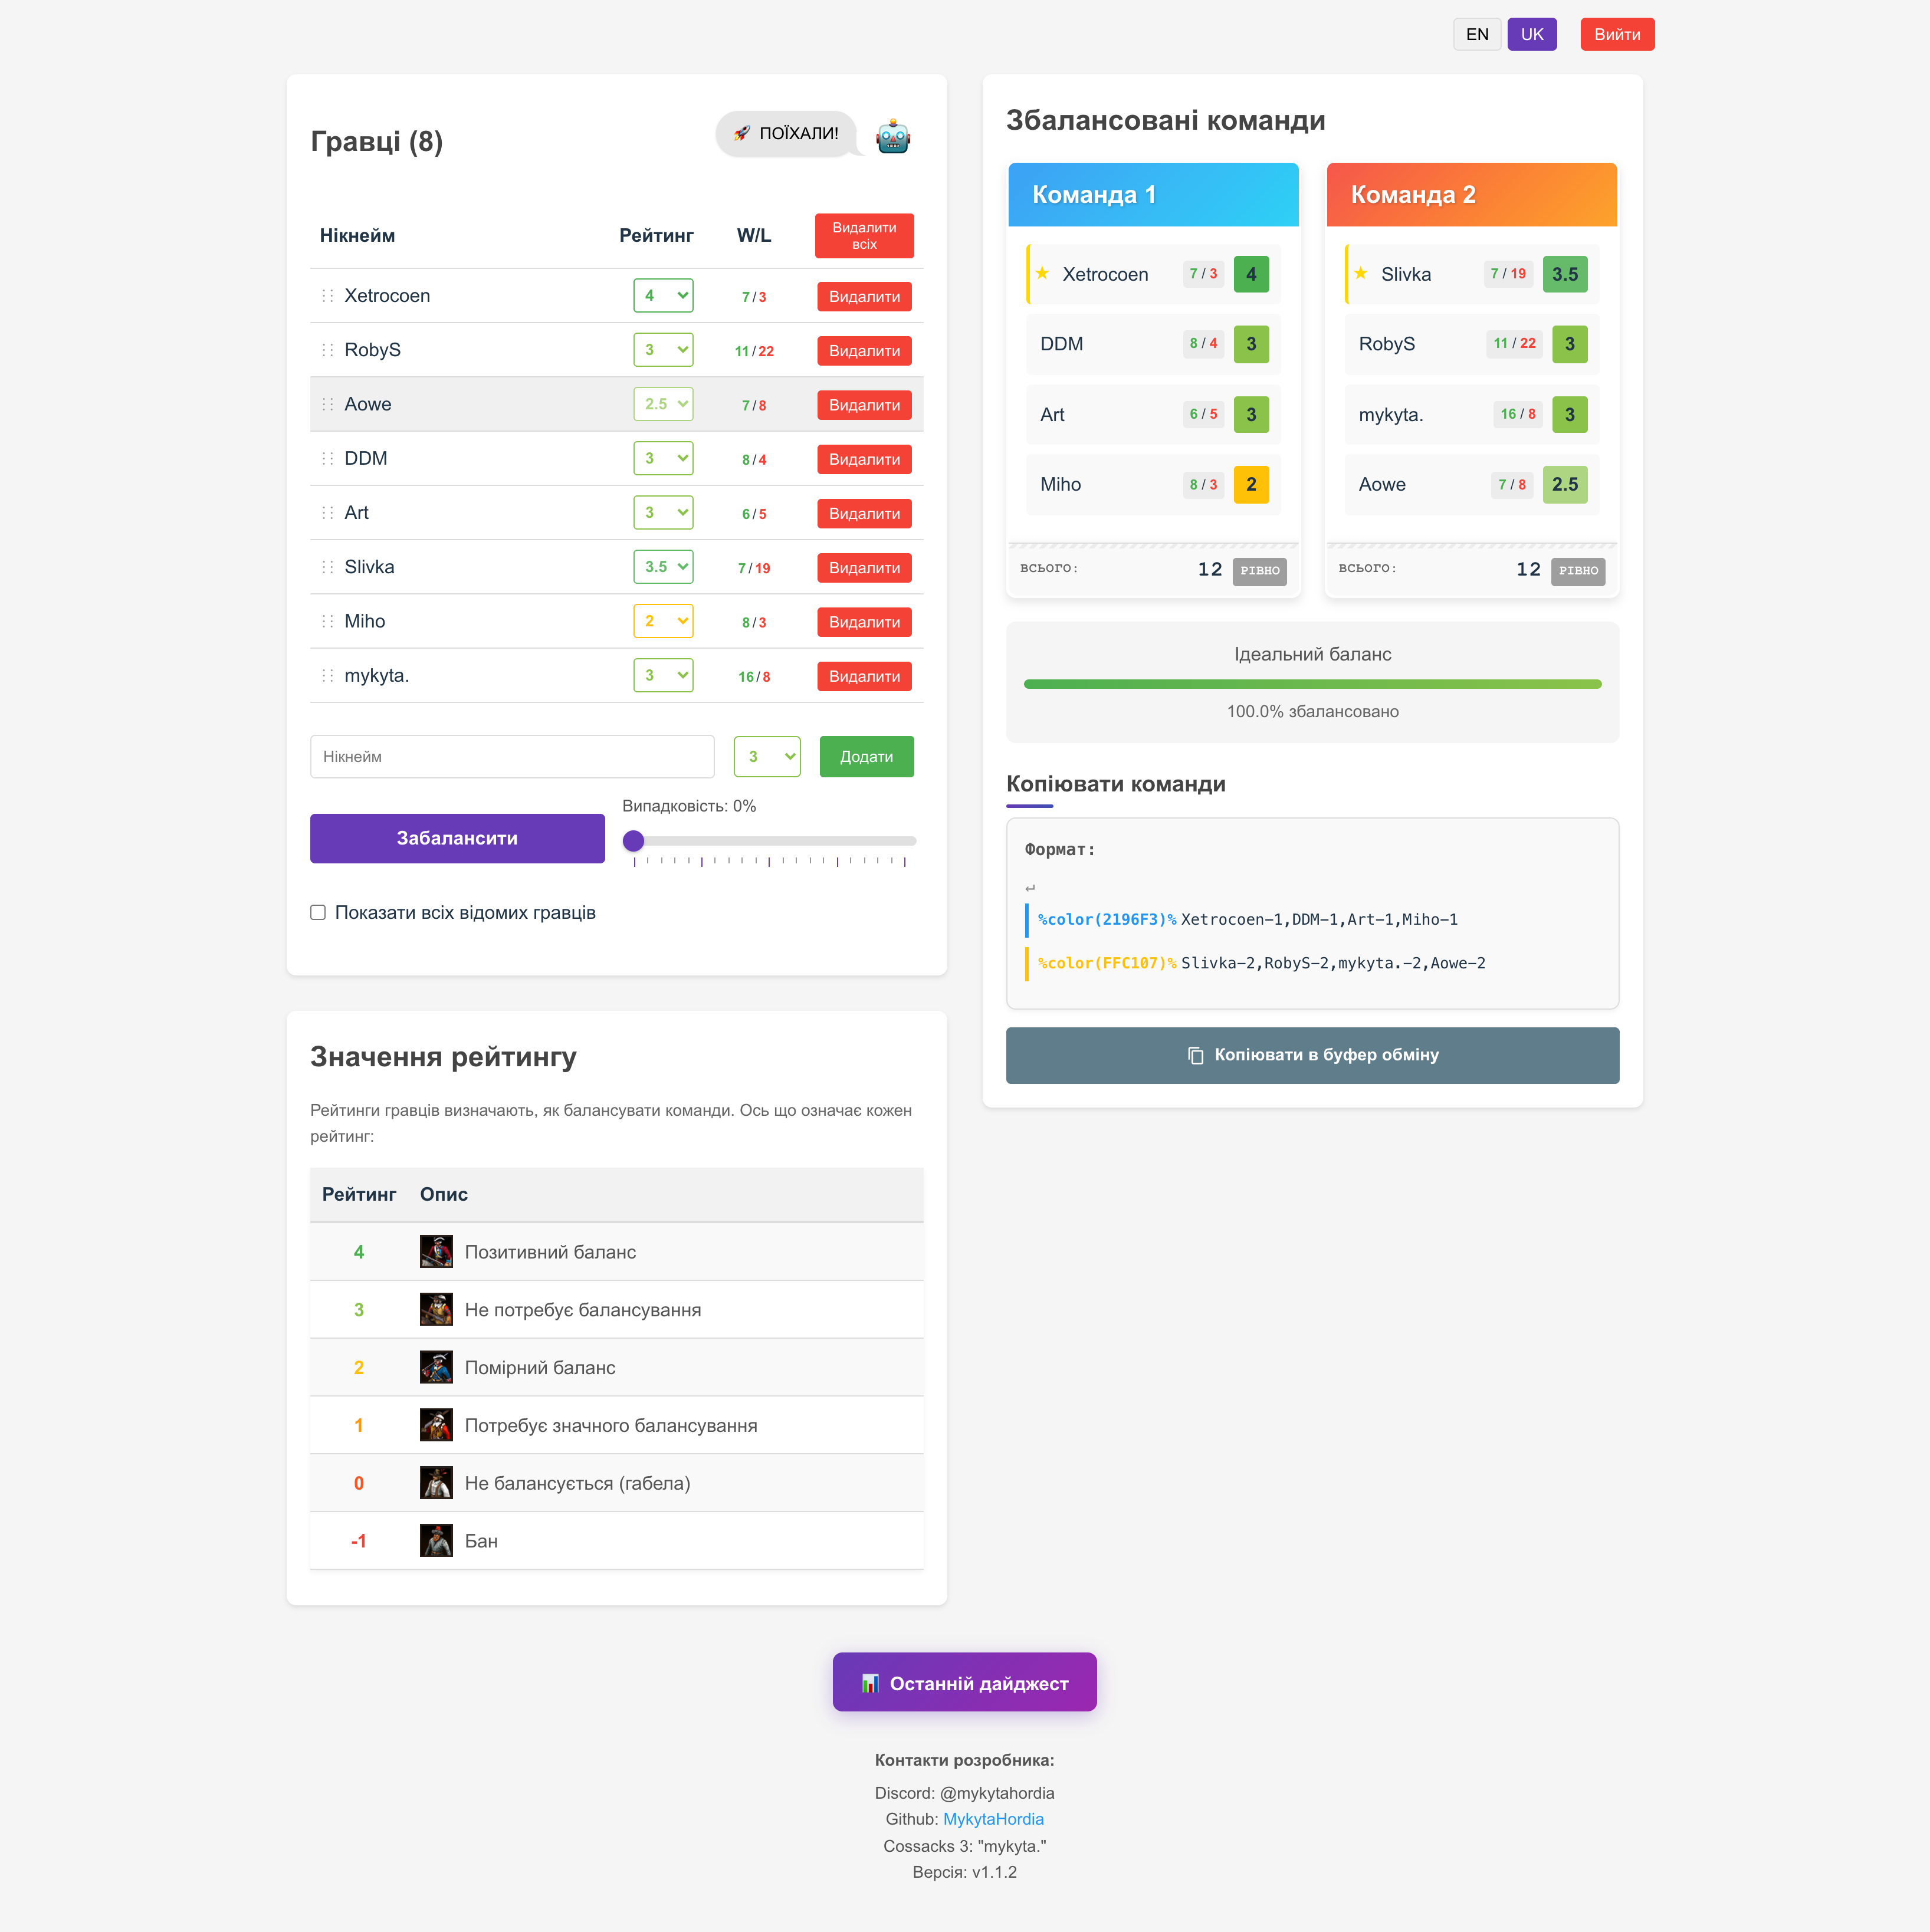 EN UK Вийти
Гравці (8)
🚀 ПОЇХАЛИ!
Нікнейм Рейтинг W/L Видалити всіх
Xetrocoen 4 7/3 Видалити
RobyS 3 11/22 Видалити
Aowe 2.5 7/8 Видалити
DDM 3 8/4 Видалити
Art 3 6/5 Видалити
Slivka 3.5 7/19 Видалити
Miho 2 8/3 Видалити
mykyta. 3 16/8 Видалити
Нікнейм 3 Додати
Забалансити
Випадковість: 0%
Показати всіх відомих гравців
Значення рейтингу
Рейтинги гравців визначають, як балансувати команди. Ось що означає кожен
рейтинг:
Рейтинг Опис
4 Позитивний баланс
3 Не потребує балансування
2 Помірний баланс
1 Потребує значного балансування
0 Не балансується (габела)
-1 Бан
Збалансовані команди
Команда 1
★ Xetrocoen 7 / 3 4
DDM 8 / 4 3
Art 6 / 5 3
Miho 8 / 3 2
ВСЬОГО: 12 РІВНО
Команда 2
★ Slivka 7 / 19 3.5
RobyS 11 / 22 3
mykyta. 16 / 8 3
Aowe 7 / 8 2.5
ВСЬОГО: 12 РІВНО
Ідеальний баланс
100.0% збалансовано
Копіювати команди
Формат:
↵
%color(2196F3)% Xetrocoen-1,DDM-1,Art-1,Miho-1
%color(FFC107)% Slivka-2,RobyS-2,mykyta.-2,Aowe-2
Копіювати в буфер обміну
📊 Останній дайджест
Контакти розробника:
Discord: @mykytahordia
Github: MykytaHordia
Cossacks 3: "mykyta."
Версія: v1.1.2